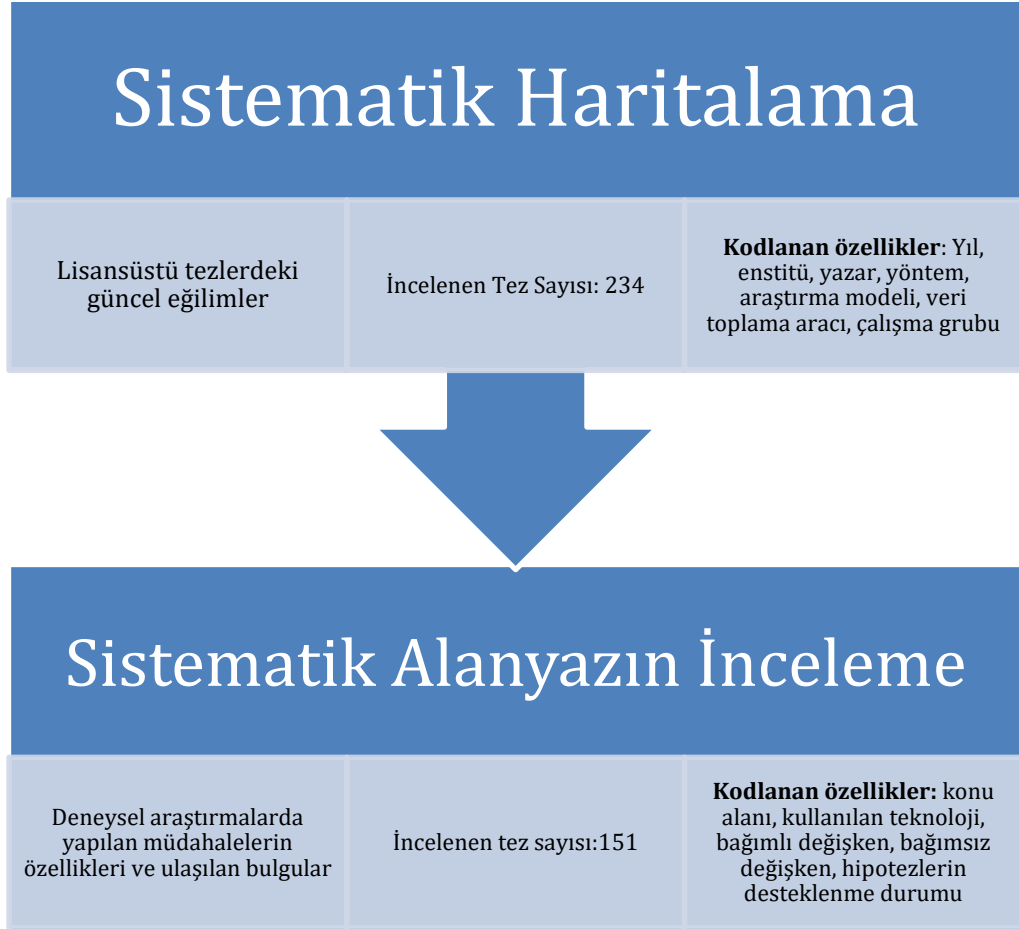 Sistematik Haritalama
Lisansüstü tezlerdeki
güncel eğilimler
İncelenen Tez Sayısı: 234
Kodlanan özellikler: Yıl,
enstitü, yazar, yöntem,
araştırma modeli, veri
toplama aracı, çalışma grubu
Sistematik Alanyazın İnceleme
Deneysel araştırmalarda
yapılan müdahalelerin
özellikleri ve ulaşılan bulgular
İncelenen tez sayısı:151
Kodlanan özellikler: konu
alanı, kullanılan teknoloji,
bağımlı değişken, bağımsız
değişken, hipotezlerin
desteklenme durumu